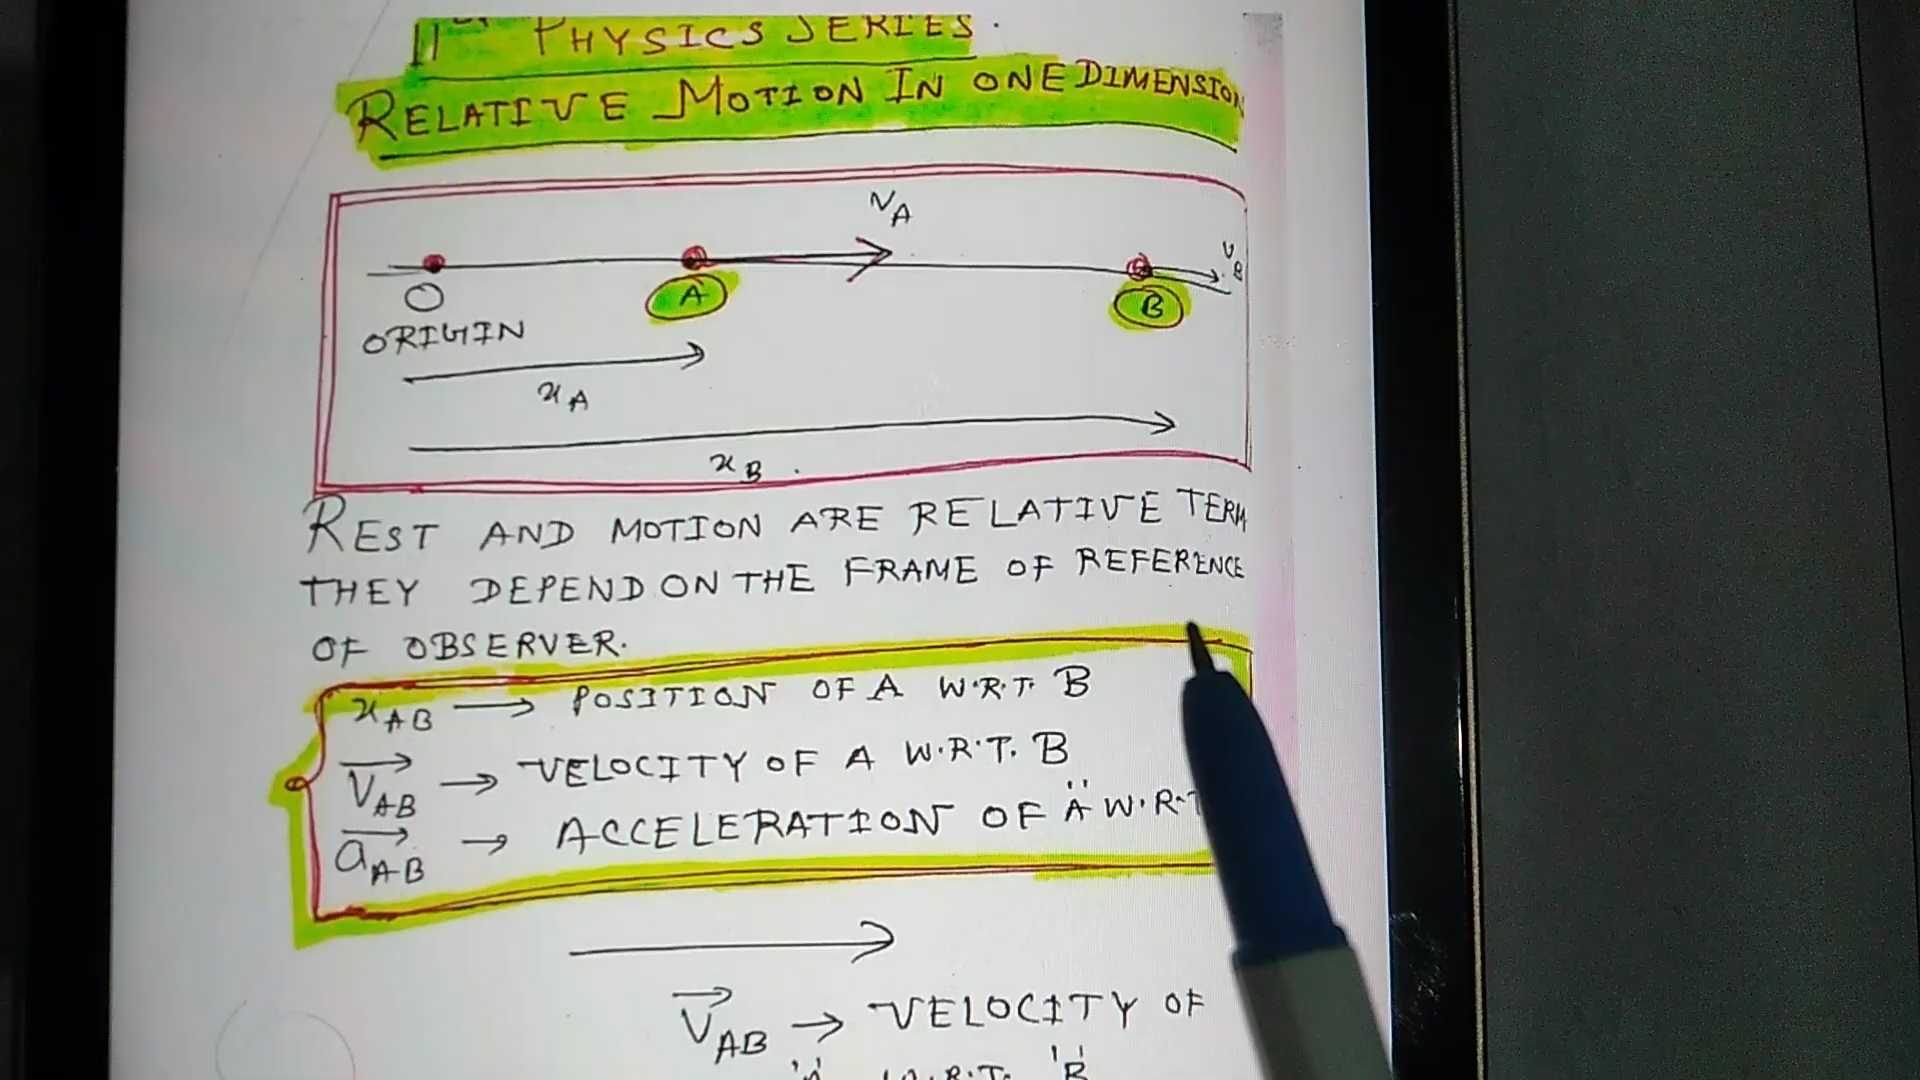 11th PHYSICS SERIES.
RELATIVE MOTION IN ONE DIMENSION
VA
VB
O
A
B
ORIGIN
xA
xB
REST AND MOTION ARE RELATIVE TERM
THEY DEPEND ON THE FRAME OF REFERENCE
OF OBSERVER.
xAB → POSITION OF A W.R.T. B
VAB → VELOCITY OF A W.R.T. B
aAB → ACCELERATION OF "A W.R.T
VAB → VELOCITY OF
'A' W.R.T. 'B'